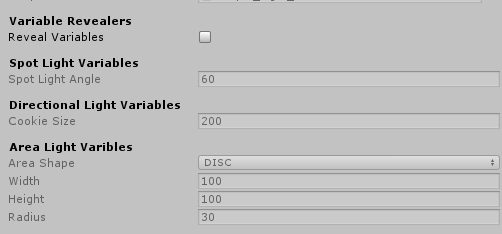 Variable Revealers
Reveal Variables
Spot Light Variables
Spot Light Angle 60
Directional Light Variables
Cookie Size 200
Area Light Varibles
Area Shape DISC
Width 100
Height 100
Radius 30